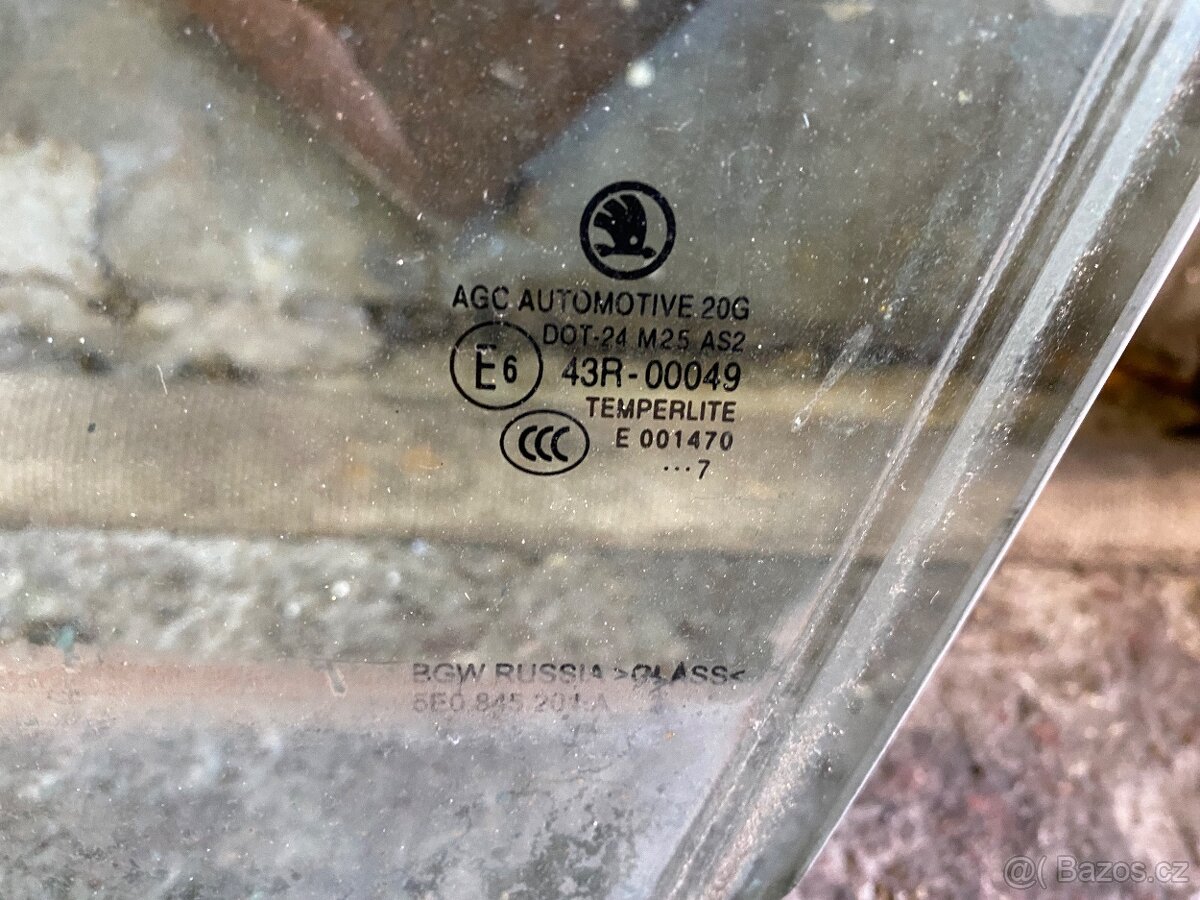 AGC AUTOMOTIVE 20G
DOT-24 M25 AS2
E6 43R-00049
TEMPERLITE
CCC E 001470
...7
BGW RUSSIA >GLASS<
5E0.845.201.A
@( Bazos.cz